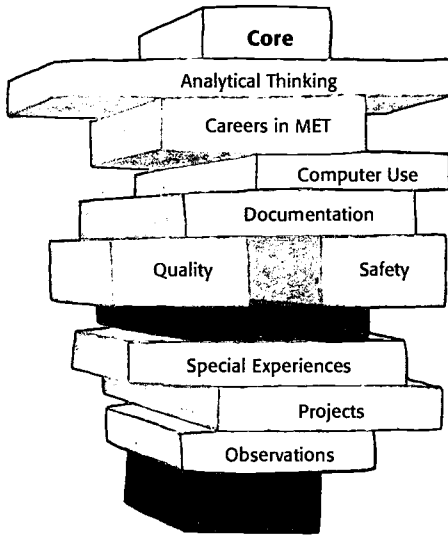 Core
Analytical Thinking
Careers in MET
Computer Use
Documentation
Quality Safety
Special Experiences
Projects
Observations